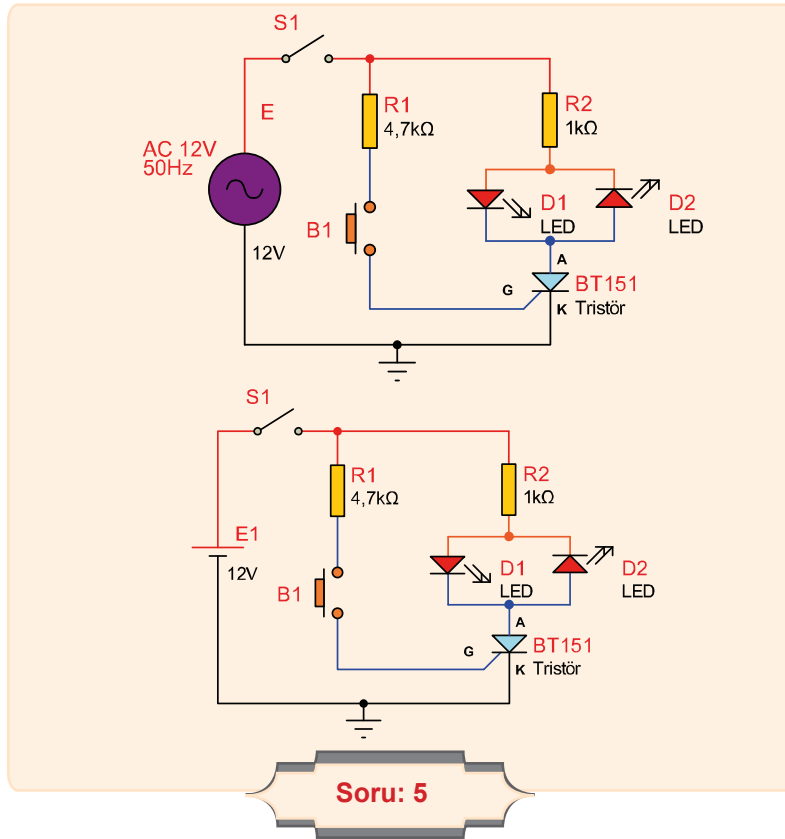 S1
E
AC 12V
50Hz
12V
R1
4,7kΩ
R2
1kΩ
B1
D1
LED
D2
LED
A
G
K
BT151
Tristör
S1
E1
12V
R1
4,7kΩ
R2
1kΩ
B1
D1
LED
D2
LED
A
G
K
BT151
Tristör
Soru: 5